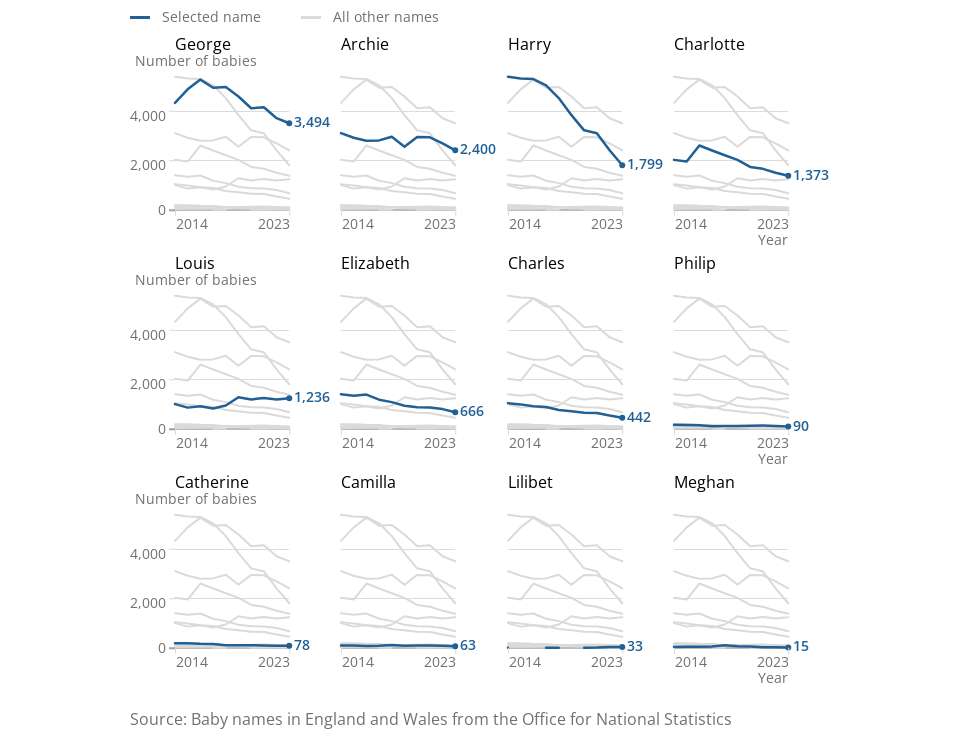 Selected name All other names
George Archie Harry Charlotte
Number of babies
4,000
2,000
0
3,494 2,400 1,799 1,373
2014 2023 2014 2023 2014 2023 2014 2023
Year
Louis Elizabeth Charles Philip
Number of babies
4,000
2,000
0
1,236 666 442 90
2014 2023 2014 2023 2014 2023 2014 2023
Year
Catherine Camilla Lilibet Meghan
Number of babies
4,000
2,000
0
78 63 33 15
2014 2023 2014 2023 2014 2023 2014 2023
Year
Source: Baby names in England and Wales from the Office for National Statistics